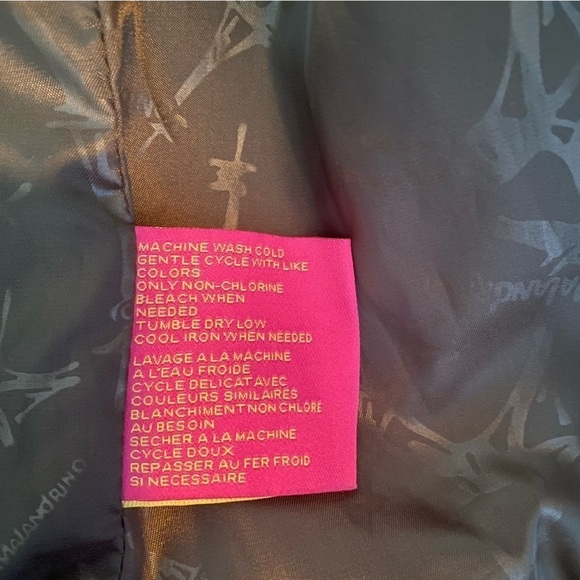 MACHINE WASH COLD
GENTLE CYCLE WITH LIKE
COLORS
ONLY NON-CHLORINE
BLEACH WHEN
NEEDED
TUMBLE DRY LOW
COOL IRON WHEN NEEDED
LAVAGE A LA MACHINE
A L'EAU FROIDE
CYCLE DELICAT AVEC
COULEURS SIMILAIRES
BLANCHIMENT NON CHLORE
AU BESOIN
SECHER A LA MACHINE
CYCLE DOUX
REPASSER AU FER FROID
SI NECESSAIRE
MALANDRINO